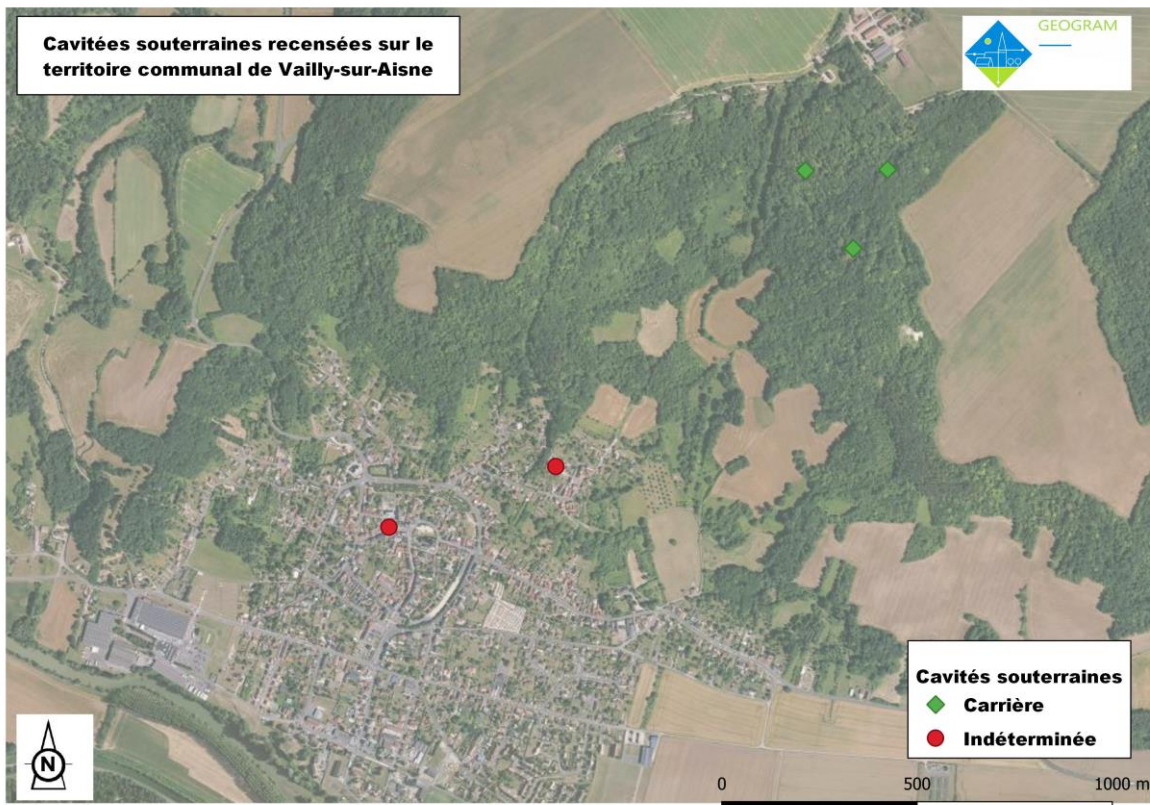 Cavitées souterraines recensées sur le
territoire communal de Vailly-sur-Aisne
GEOGRAM
Cavités souterraines
Carrière
Indéterminée
N
0 500 1000 m